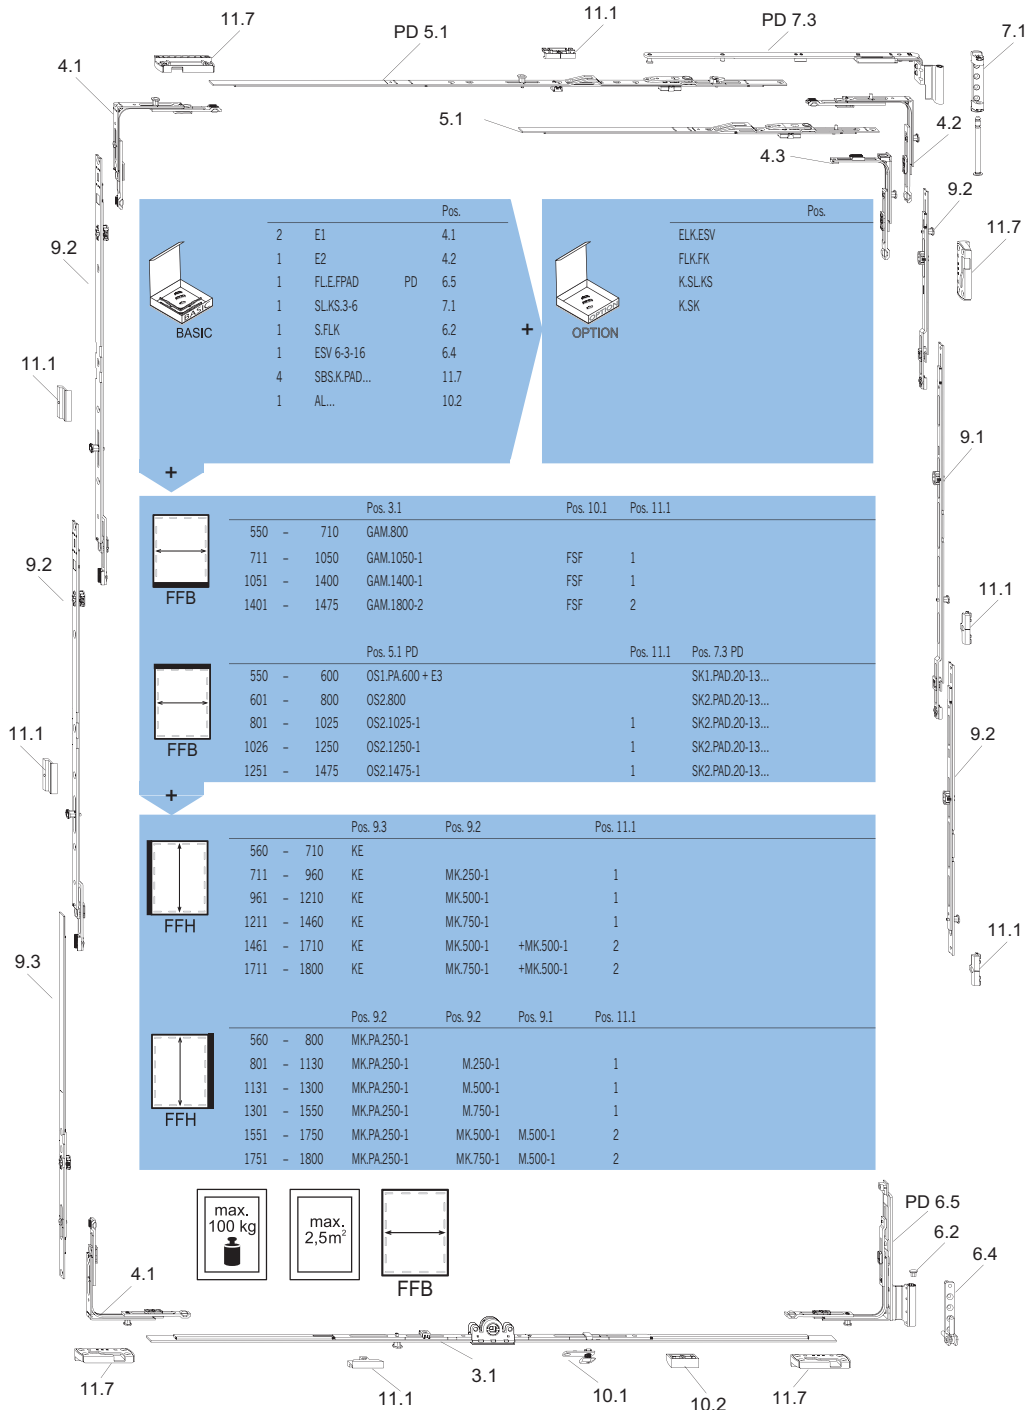 11.7
PD 5.1
11.1
PD 7.3
7.1
4.1
5.1
4.2
4.3
9.2
9.2
11.7
Pos.
2 E1 4.1
1 E2 4.2
1 FL.E.FPAD PD 6.5
1 SL.KS.3-6 7.1
1 S.FLK 6.2
1 ESV 6-3-16 6.4
4 SBS.K.PAD... 11.7
1 AL... 10.2
BASIC
BASIC
+
Pos.
ELK.ESV
FLK.FK
K.SL.KS
K.SK
OPTION
OPTION
11.1
9.1
+
Pos. 3.1 Pos. 10.1 Pos. 11.1
550 – 710 GAM.800
711 – 1050 GAM.1050-1 FSF 1
1051 – 1400 GAM.1400-1 FSF 1
1401 – 1475 GAM.1800-2 FSF 2
FFB
9.2
11.1
Pos. 5.1 PD Pos. 11.1 Pos. 7.3 PD
550 – 600 OS1.PA.600 + E3 SK1.PAD.20-13...
601 – 800 OS2.800 SK2.PAD.20-13...
801 – 1025 OS2.1025-1 1 SK2.PAD.20-13...
1026 – 1250 OS2.1250-1 1 SK2.PAD.20-13...
1251 – 1475 OS2.1475-1 1 SK2.PAD.20-13...
FFB
11.1
9.2
+
Pos. 9.3 Pos. 9.2 Pos. 11.1
560 – 710 KE
711 – 960 KE MK.250-1 1
961 – 1210 KE MK.500-1 1
1211 – 1460 KE MK.750-1 1
1461 – 1710 KE MK.500-1 +MK.500-1 2
1711 – 1800 KE MK.750-1 +MK.500-1 2
FFH
9.3
11.1
Pos. 9.2 Pos. 9.2 Pos. 9.1 Pos. 11.1
560 – 800 MK.PA.250-1
801 – 1130 MK.PA.250-1 M.250-1 1
1131 – 1300 MK.PA.250-1 M.500-1 1
1301 – 1550 MK.PA.250-1 M.750-1 1
1551 – 1750 MK.PA.250-1 MK.500-1 M.500-1 2
1751 – 1800 MK.PA.250-1 MK.750-1 M.500-1 2
FFH
max.
100 kg
max.
2,5m²
FFB
PD 6.5
6.2
6.4
4.1
11.7
11.1
3.1
10.1
10.2
11.7